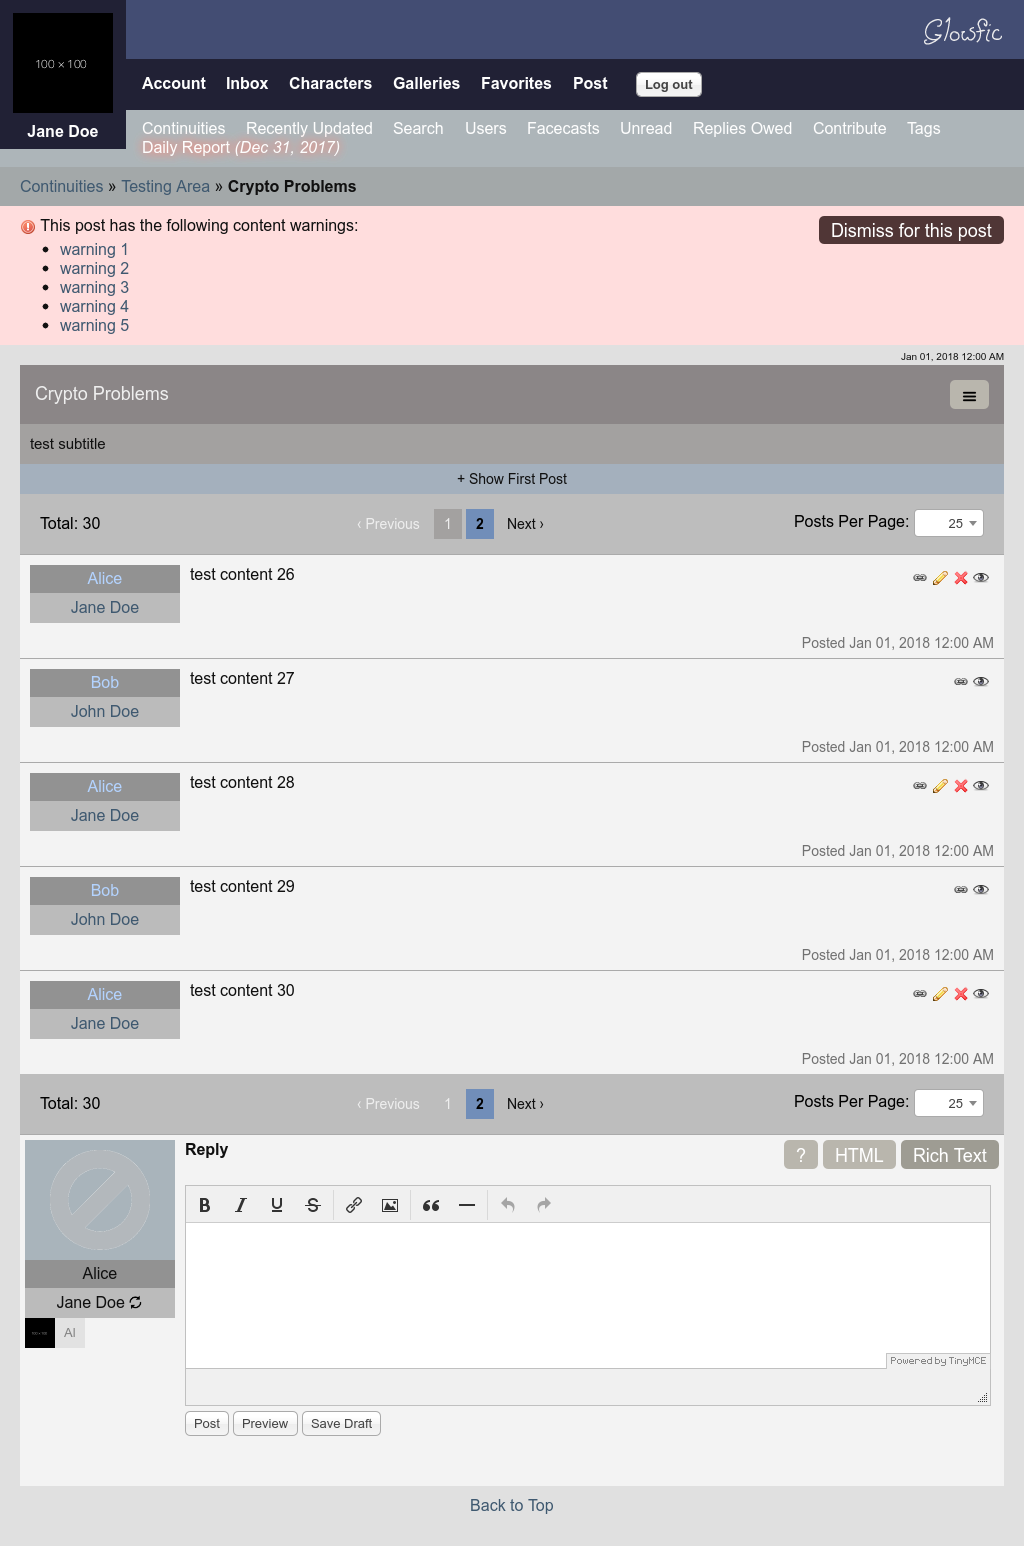 100 × 100
Jane Doe
Glowfic
Account Inbox Characters Galleries Favorites Post Log out
Continuities Recently Updated Search Users Facecasts Unread Replies Owed Contribute Tags
Daily Report (Dec 31, 2017)
Continuities » Testing Area » Crypto Problems
This post has the following content warnings:
Dismiss for this post
• warning 1
• warning 2
• warning 3
• warning 4
• warning 5
Jan 01, 2018 12:00 AM
Crypto Problems
test subtitle
+ Show First Post
Total: 30 ‹ Previous 1 2 Next › Posts Per Page: 25
Alice
Jane Doe
test content 26
Posted Jan 01, 2018 12:00 AM
Bob
John Doe
test content 27
Posted Jan 01, 2018 12:00 AM
Alice
Jane Doe
test content 28
Posted Jan 01, 2018 12:00 AM
Bob
John Doe
test content 29
Posted Jan 01, 2018 12:00 AM
Alice
Jane Doe
test content 30
Posted Jan 01, 2018 12:00 AM
Total: 30 ‹ Previous 1 2 Next › Posts Per Page: 25
Alice
Jane Doe
Al
Reply
? HTML Rich Text
B I U S
Powered by TinyMCE
Post Preview Save Draft
Back to Top